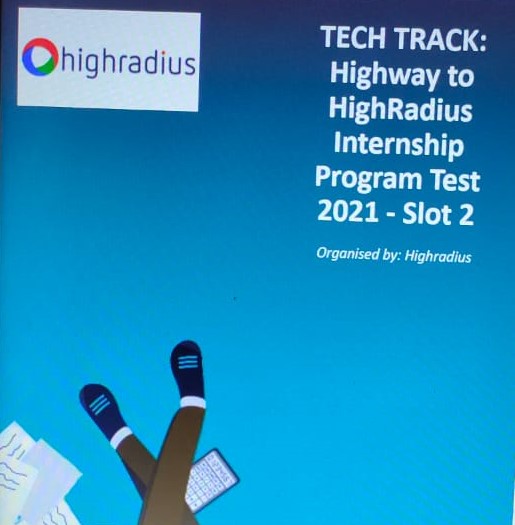 highradius
TECH TRACK:
Highway to
HighRadius
Internship
Program Test
2021 - Slot 2
Organised by: Highradius